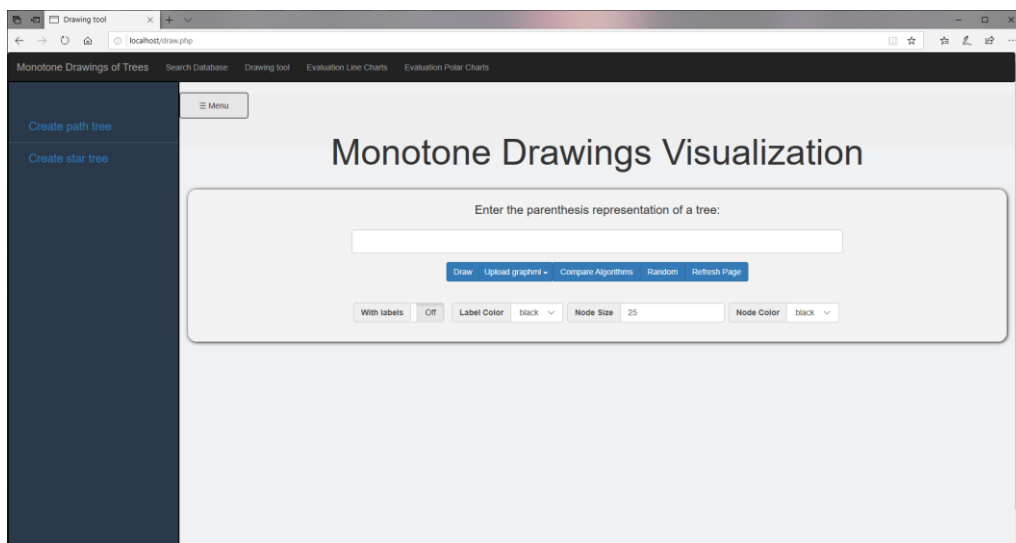 Drawing tool
localhost/draw.php
Monotone Drawings of Trees Search Database Drawing tool Evaluation Line Charts Evaluation Polar Charts
☰ Menu
Create path tree
Create star tree
Monotone Drawings Visualization
Enter the parenthesis representation of a tree:
Draw Upload graphml Compare Algorithms Random Refresh Page
With labels Off Label Color black Node Size 25 Node Color black